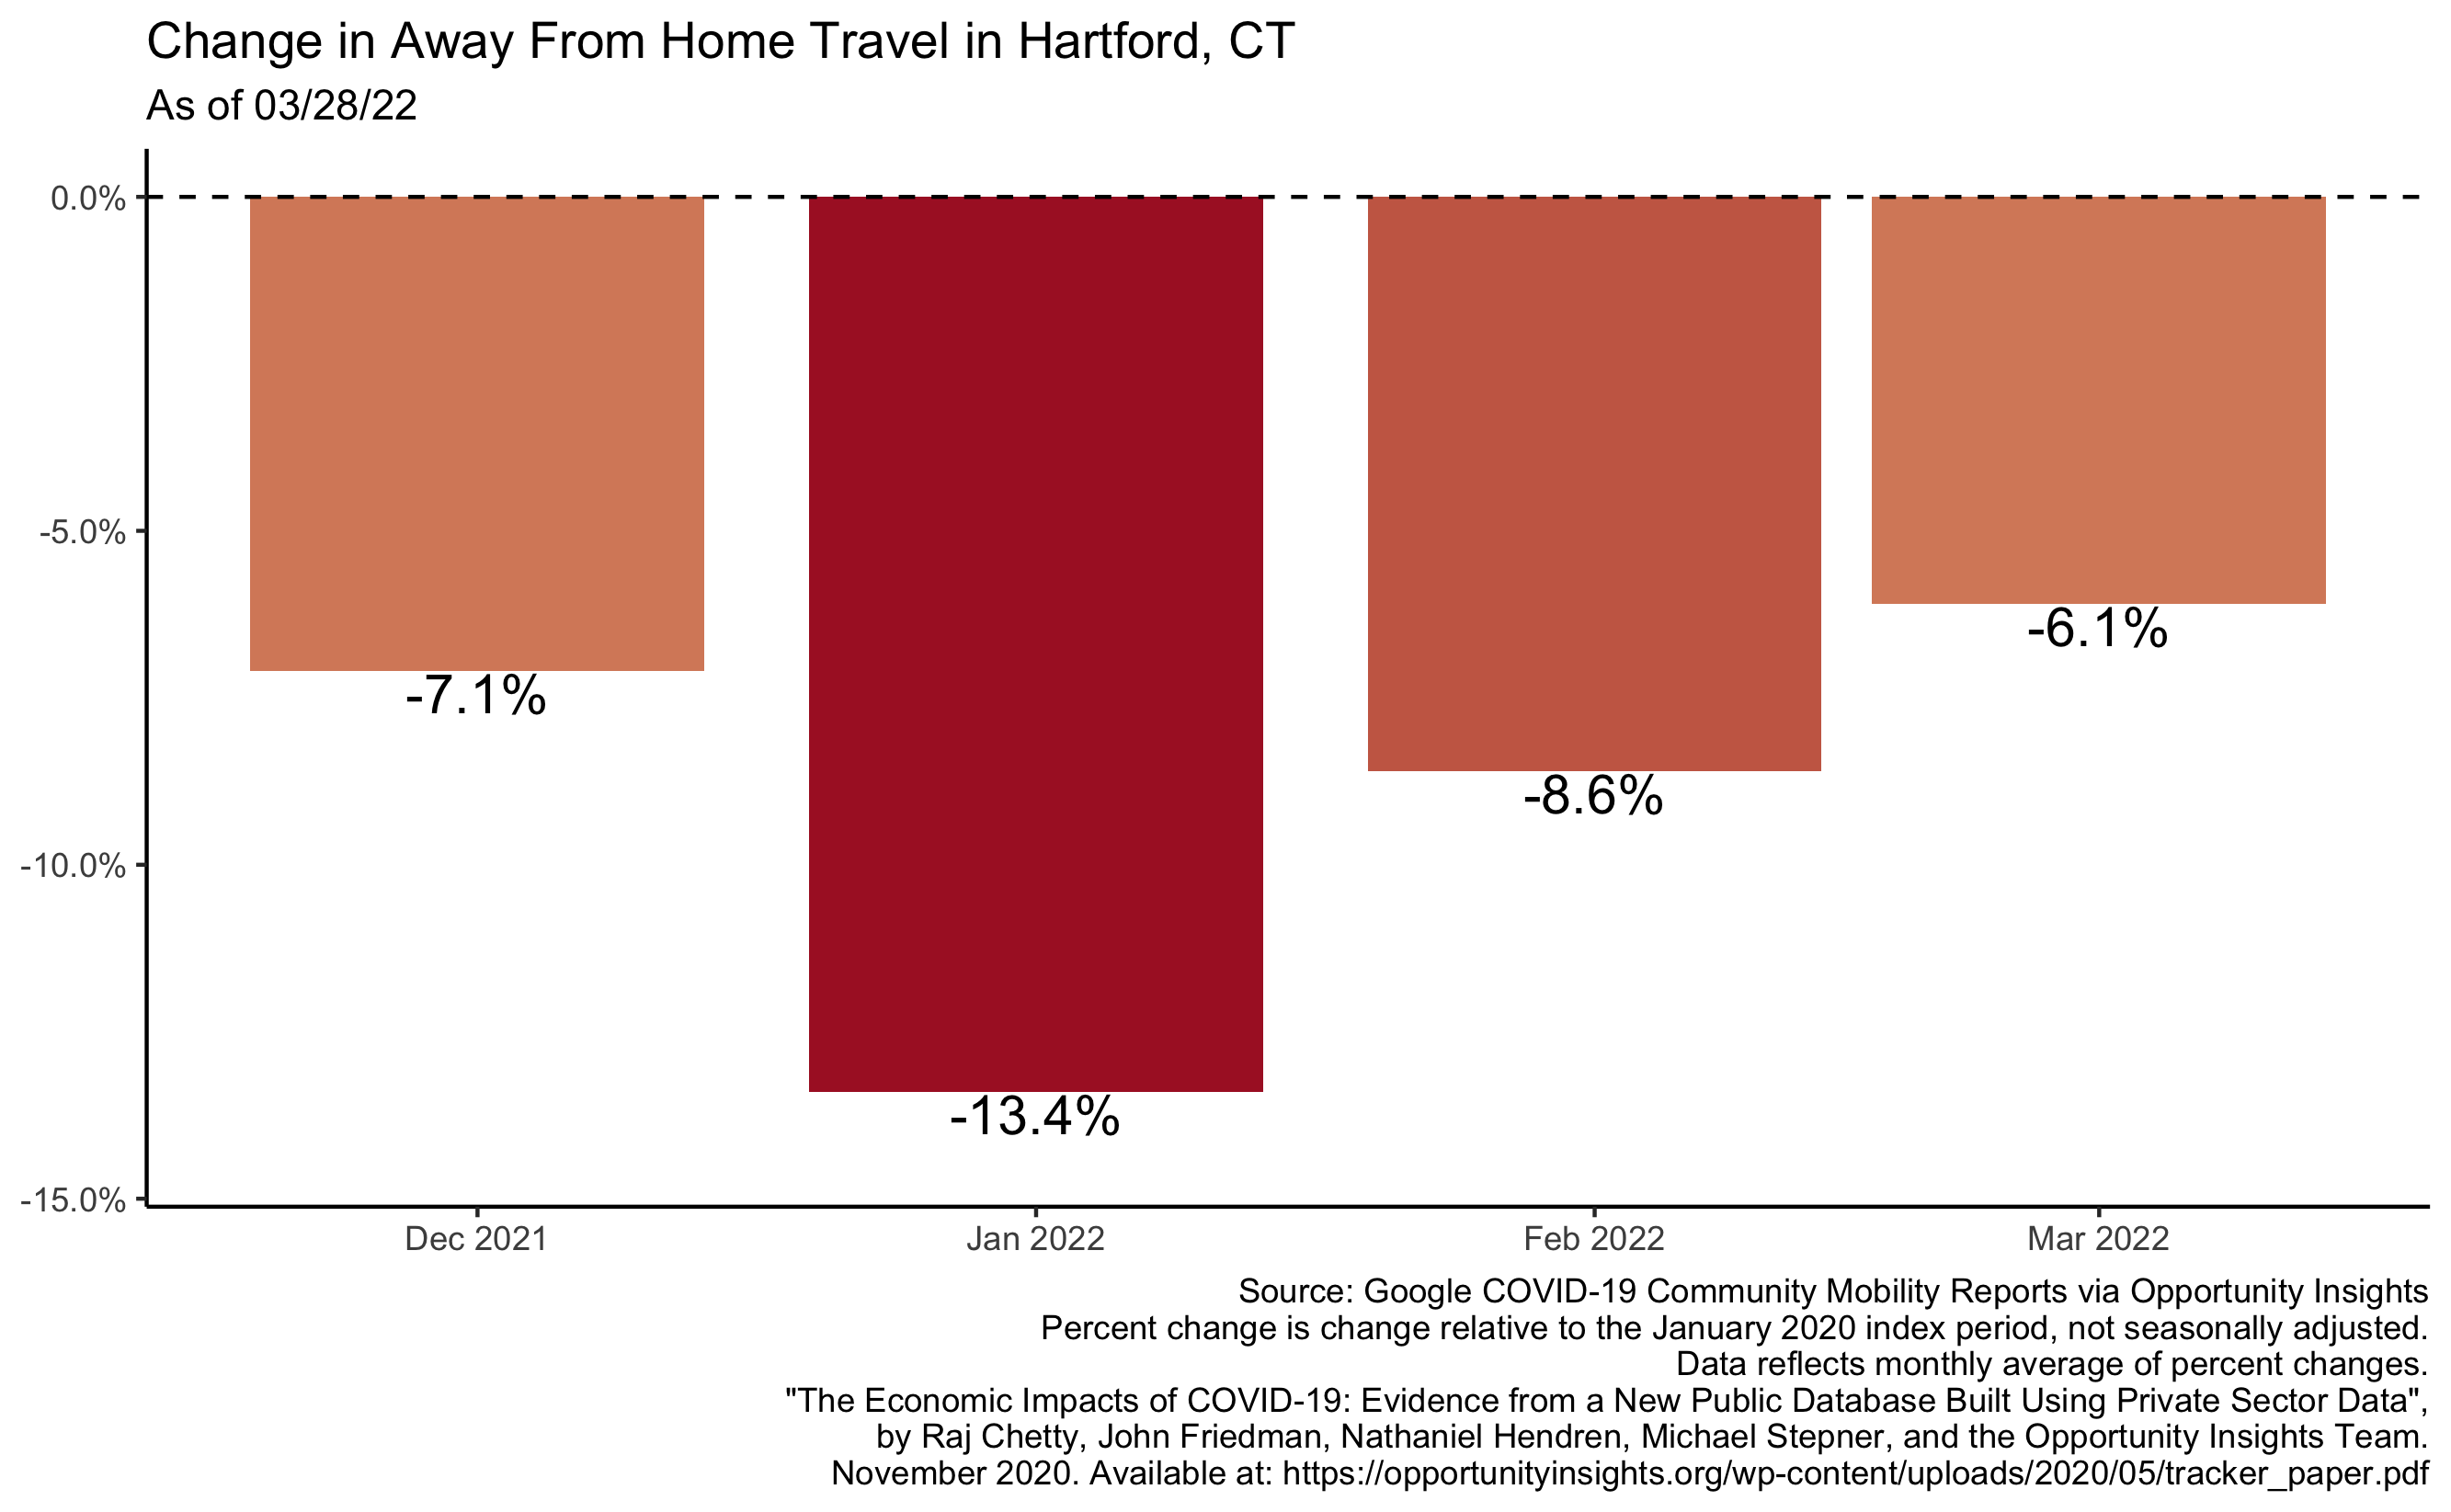 Change in Away From Home Travel in Hartford, CT
As of 03/28/22
0.0%
-5.0%
-10.0%
-15.0%
-7.1%
-13.4%
-8.6%
-6.1%
Dec 2021
Jan 2022
Feb 2022
Mar 2022
Source: Google COVID-19 Community Mobility Reports via Opportunity Insights
Percent change is change relative to the January 2020 index period, not seasonally adjusted.
Data reflects monthly average of percent changes.
"The Economic Impacts of COVID-19: Evidence from a New Public Database Built Using Private Sector Data",
by Raj Chetty, John Friedman, Nathaniel Hendren, Michael Stepner, and the Opportunity Insights Team.
November 2020. Available at: https://opportunityinsights.org/wp-content/uploads/2020/05/tracker_paper.pdf